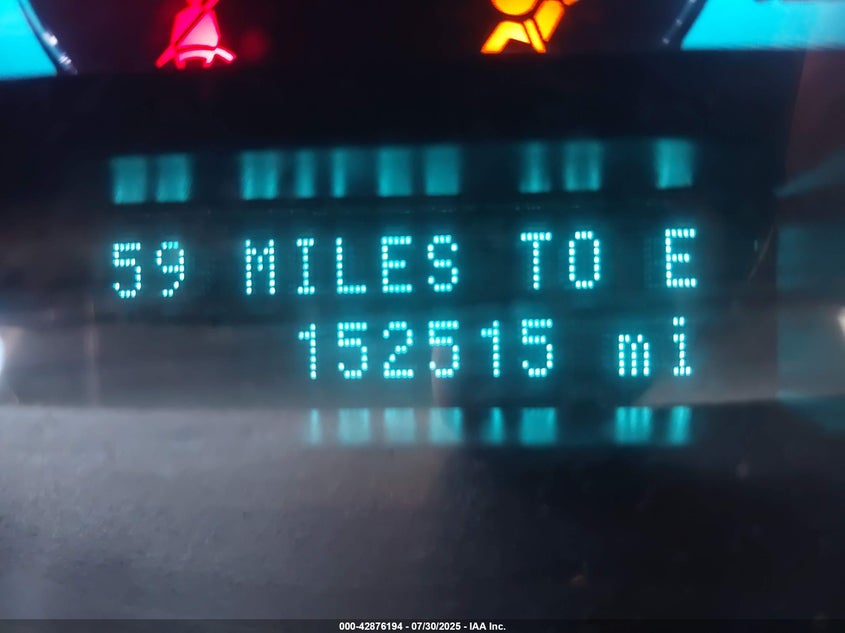 59 MILES TO E
152515 mi
000-42876194 - 07/30/2025 - IAA Inc.